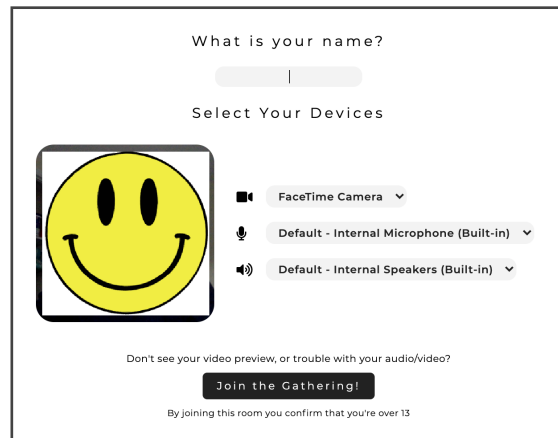 What is your name?
Select Your Devices
FaceTime Camera
Default - Internal Microphone (Built-in)
Default - Internal Speakers (Built-in)
Don't see your video preview, or trouble with your audio/video?
Join the Gathering!
By joining this room you confirm that you're over 13